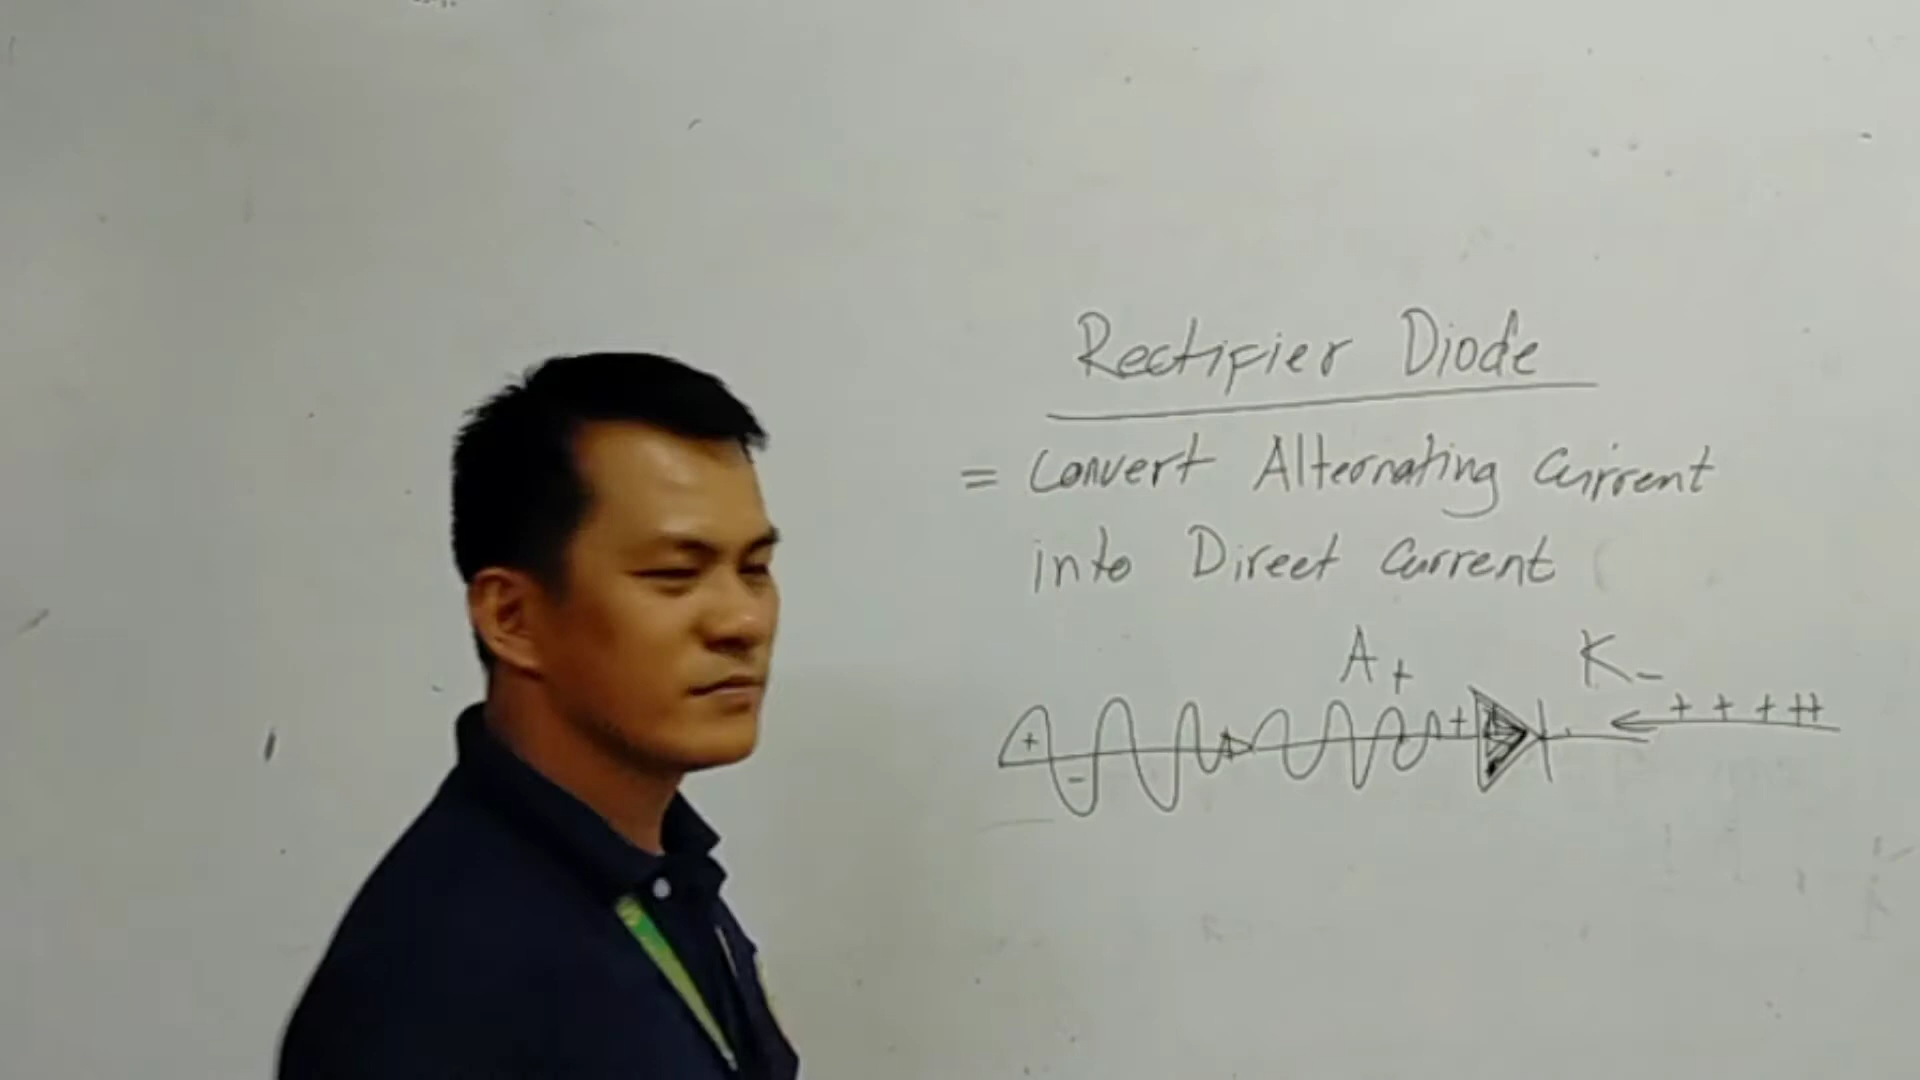 Rectifier Diode
= Convert Alternating Current
into Direct Current
A + K -
+ - + + + + ++